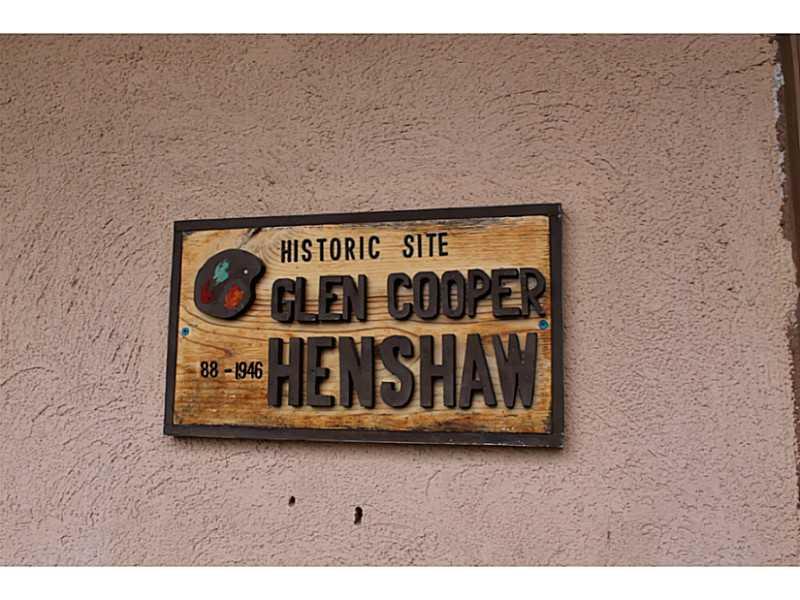 HISTORIC SITE
GLEN COOPER
HENSHAW
88-1946